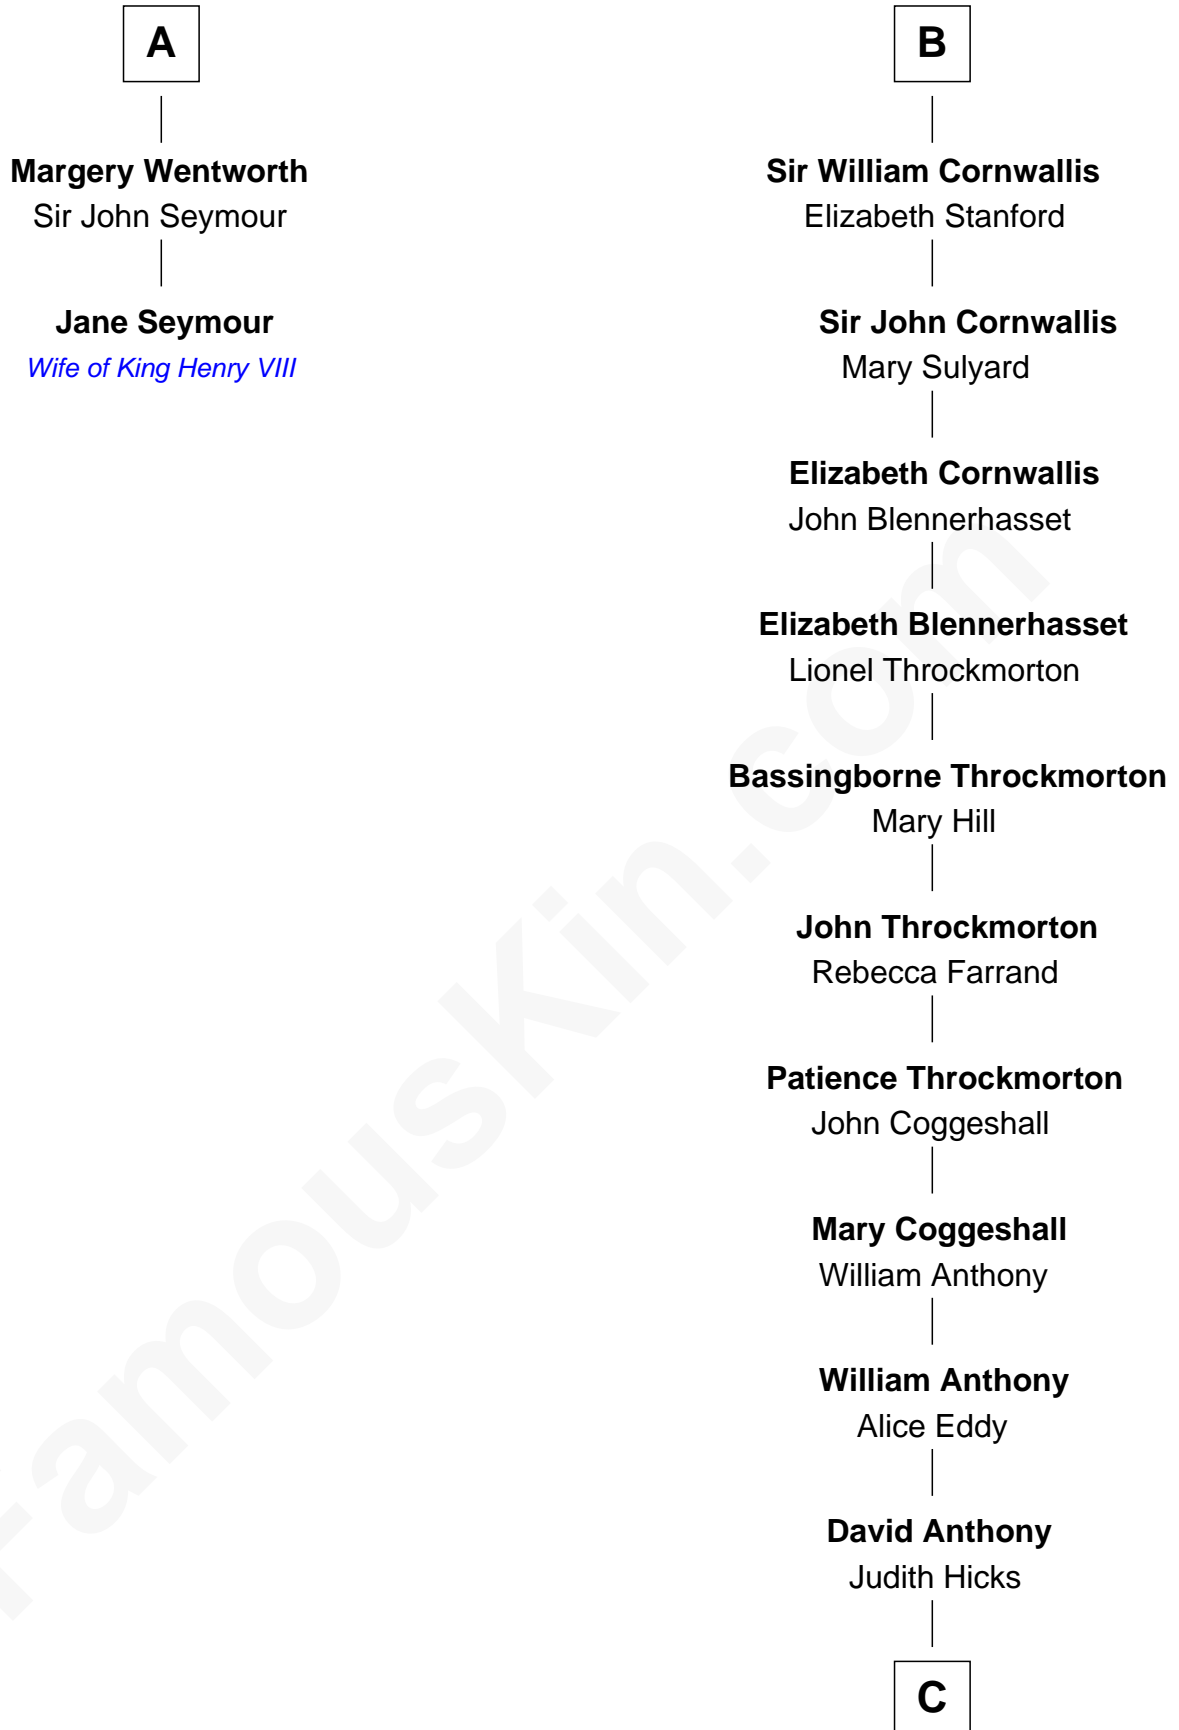 A
Margery Wentworth
Sir John Seymour
Jane Seymour
Wife of King Henry VIII
B
Sir William Cornwallis
Elizabeth Stanford
Sir John Cornwallis
Mary Sulyard
Elizabeth Cornwallis
John Blennerhasset
Elizabeth Blennerhasset
Lionel Throckmorton
Bassingborne Throckmorton
Mary Hill
John Throckmorton
Rebecca Farrand
Patience Throckmorton
John Coggeshall
Mary Coggeshall
William Anthony
William Anthony
Alice Eddy
David Anthony
Judith Hicks
C
FamousKin.com